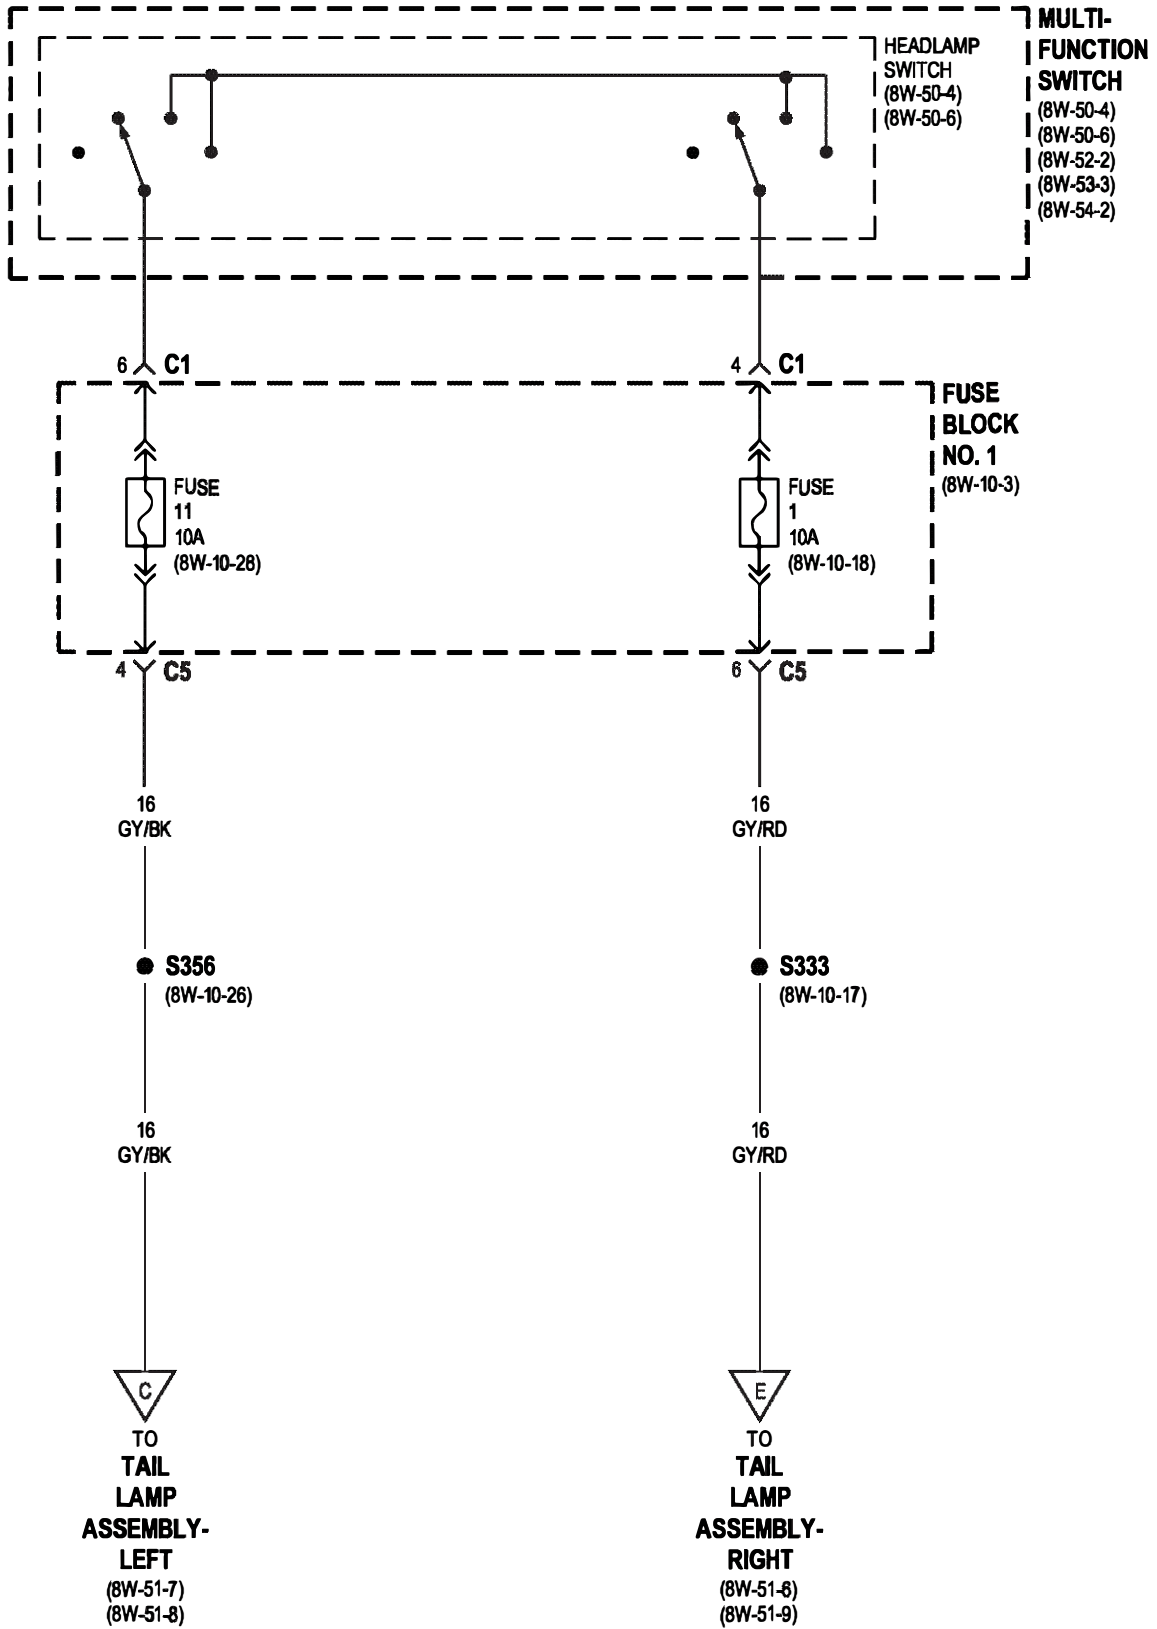 MULTI-
FUNCTION
SWITCH
(8W-50-4)
(8W-50-6)
(8W-52-2)
(8W-53-3)
(8W-54-2)
HEADLAMP
SWITCH
(8W-50-4)
(8W-50-6)
6 C1
4 C1
FUSE
BLOCK
NO. 1
(8W-10-3)
FUSE
11
10A
(8W-10-28)
FUSE
1
10A
(8W-10-18)
4 C5
6 C5
16
GY/BK
16
GY/RD
S356
(8W-10-26)
S333
(8W-10-17)
16
GY/BK
16
GY/RD
C
TO
TAIL
LAMP
ASSEMBLY-
LEFT
(8W-51-7)
(8W-51-8)
E
TO
TAIL
LAMP
ASSEMBLY-
RIGHT
(8W-51-6)
(8W-51-9)